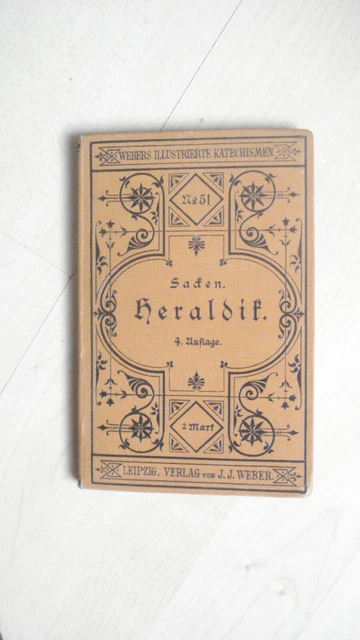 WEBERS ILLUSTRIERTE KATECHISMEN
No 51
Sacken.
Heraldik.
4. Auflage.
2 Mark
LEIPZIG, VERLAG VON J. J. WEBER.